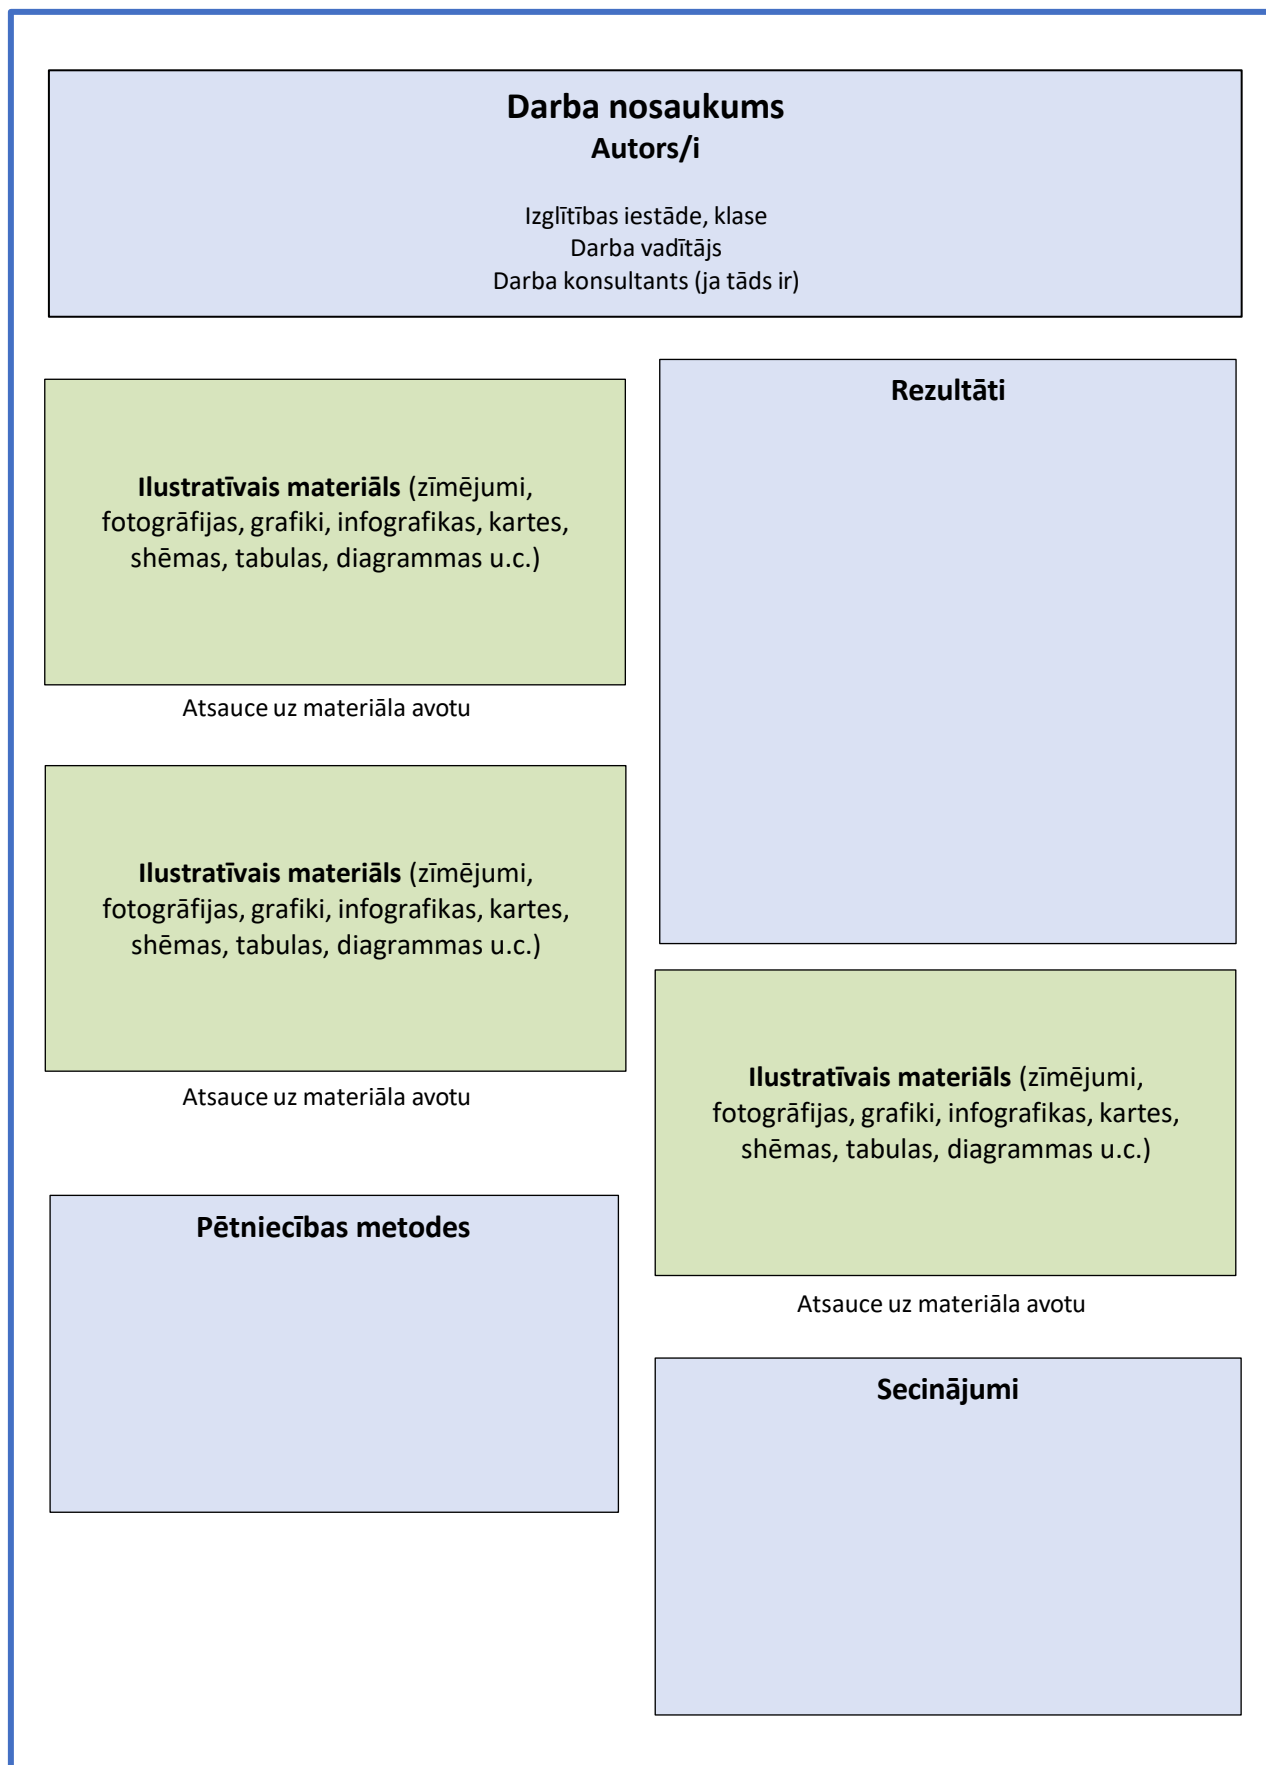 Darba nosaukums
Autors/i
Izglītības iestāde, klase
Darba vadītājs
Darba konsultants (ja tāds ir)
Ilustratīvais materiāls (zīmējumi,
fotogrāfijas, grafiki, infografikas, kartes,
shēmas, tabulas, diagrammas u.c.)
Atsauce uz materiāla avotu
Ilustratīvais materiāls (zīmējumi,
fotogrāfijas, grafiki, infografikas, kartes,
shēmas, tabulas, diagrammas u.c.)
Atsauce uz materiāla avotu
Pētniecības metodes
Rezultāti
Ilustratīvais materiāls (zīmējumi,
fotogrāfijas, grafiki, infografikas, kartes,
shēmas, tabulas, diagrammas u.c.)
Atsauce uz materiāla avotu
Secinājumi